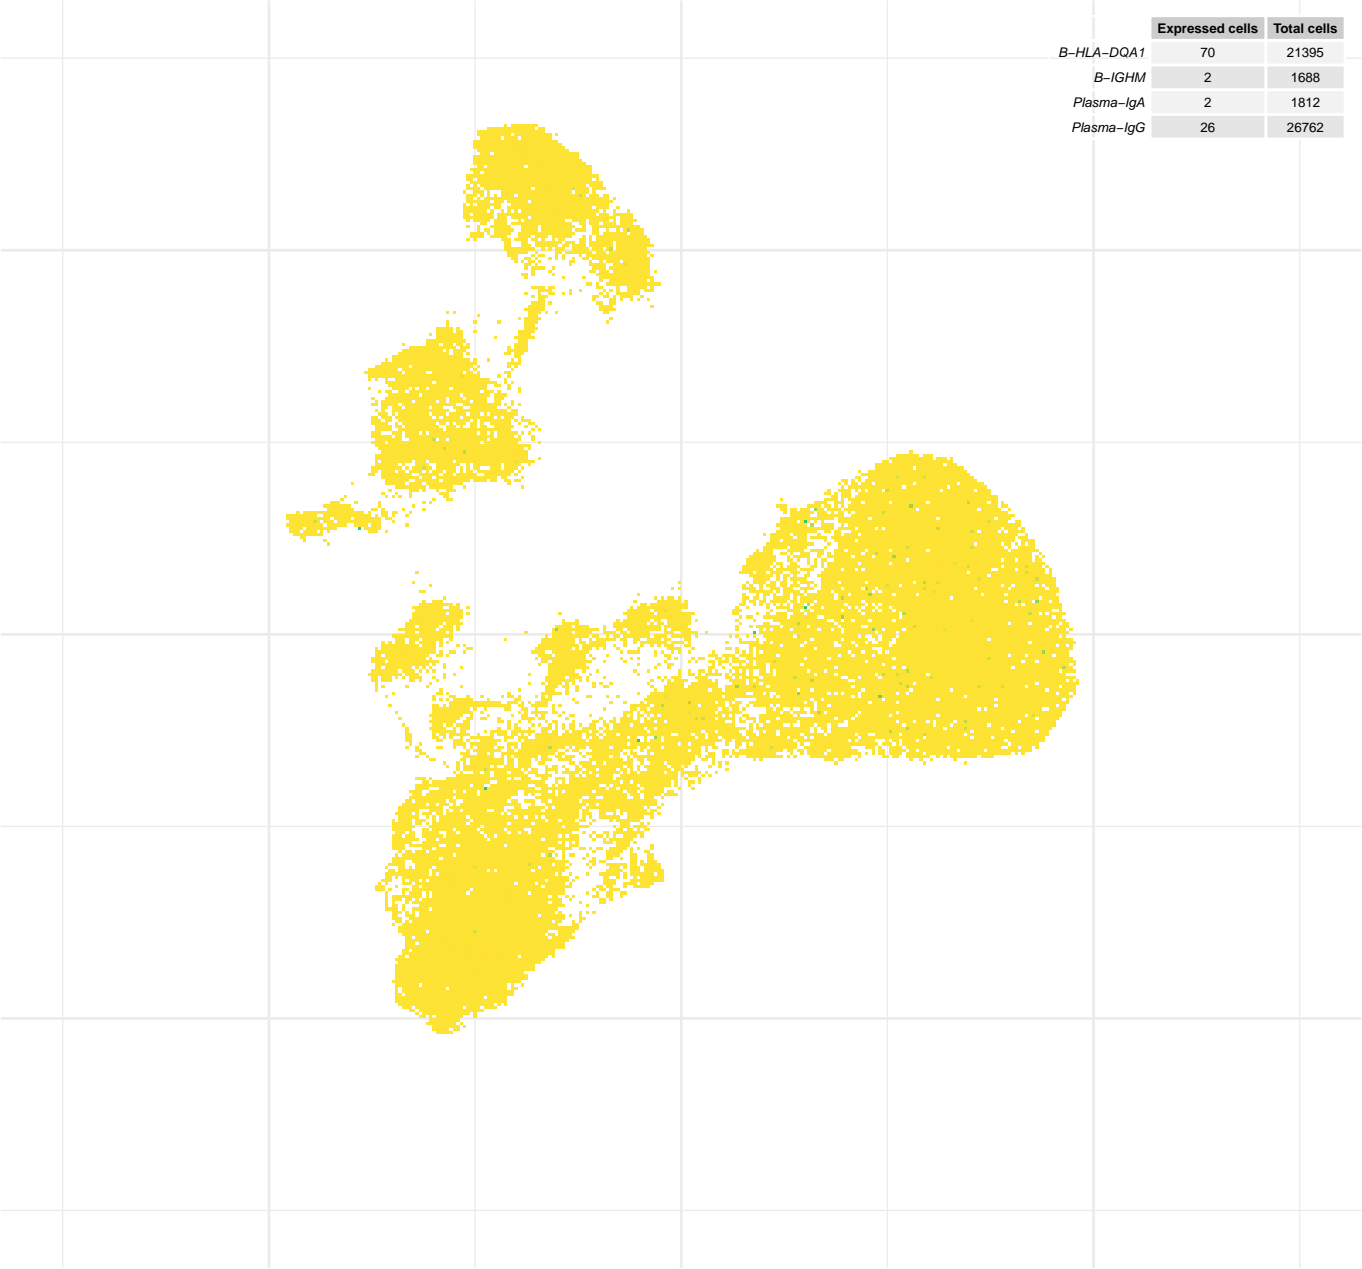 Expressed cells Total cells
B−HLA−DQA1 70 21395
B−IGHM 2 1688
Plasma−IgA 2 1812
Plasma−IgG 26 26762